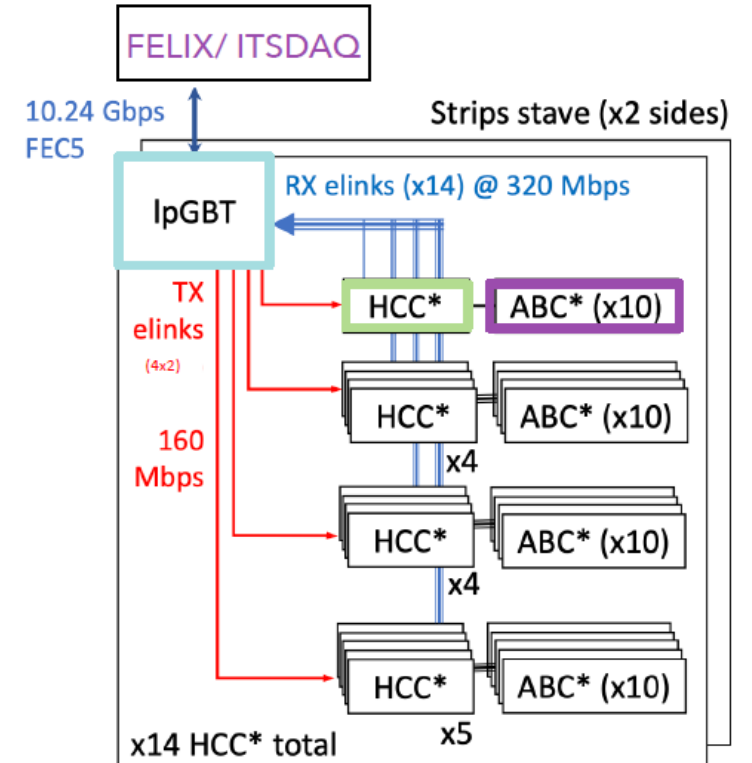 FELIX/ ITSDAQ
10.24 Gbps
FEC5
Strips stave (x2 sides)
lpGBT
RX elinks (x14) @ 320 Mbps
TX
elinks
(4x2)
160
Mbps
HCC*
ABC* (x10)
HCC*
ABC* (x10)
x4
HCC*
ABC* (x10)
x4
HCC*
ABC* (x10)
x5
x14 HCC* total